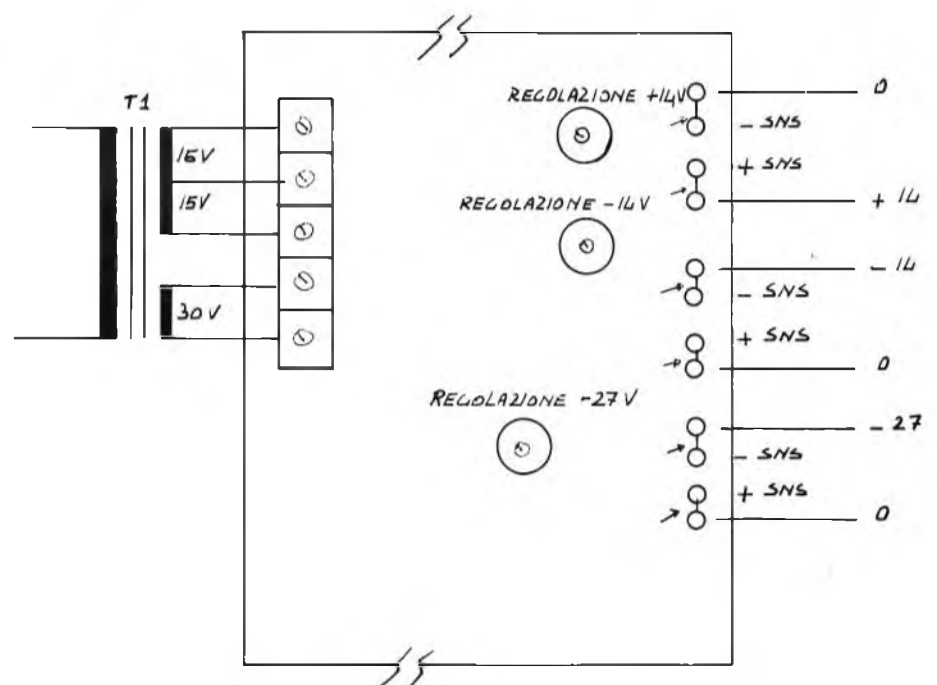 T1
15V
15V
30V
REGOLAZIONE +14V
REGOLAZIONE -14V
REGOLAZIONE -27V
0
- SNS
+ SNS
+ 14
- 14
- SNS
+ SNS
0
- 27
- SNS
+ SNS
0